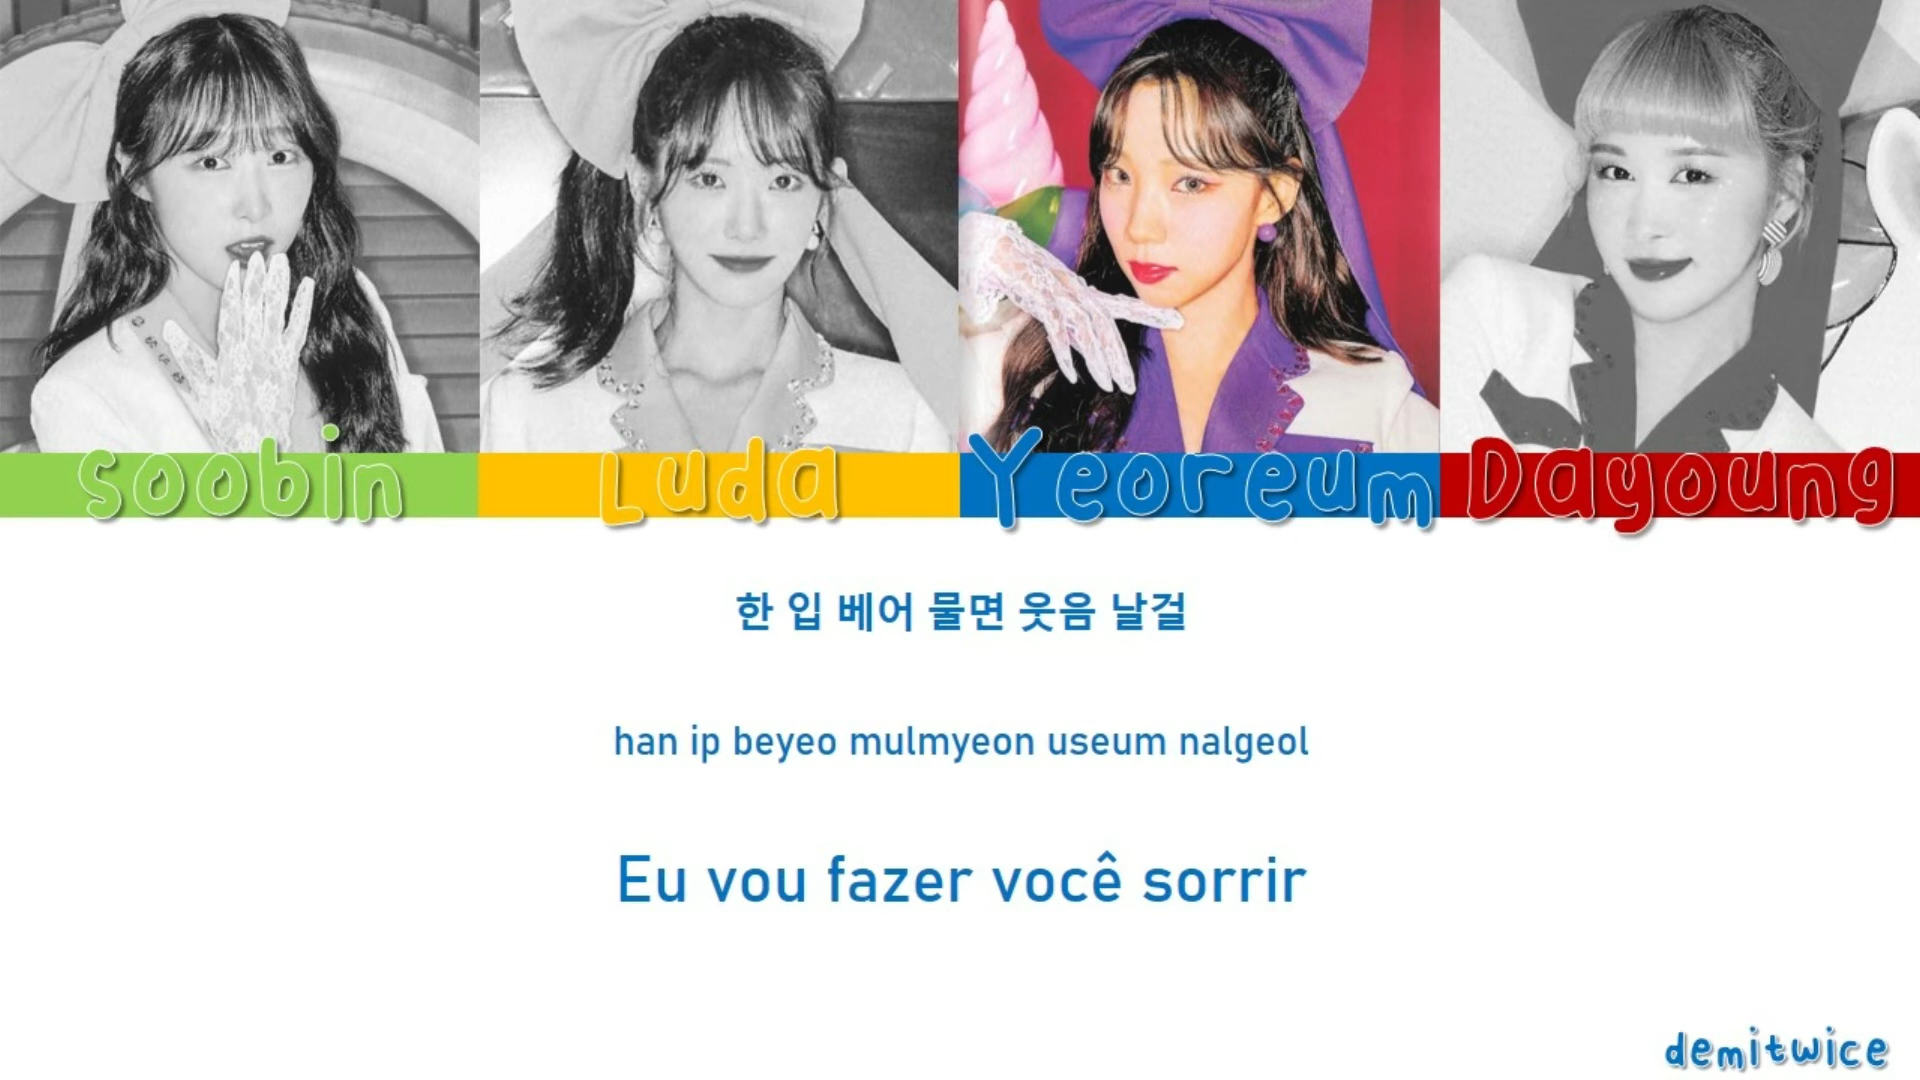 Soobin Luda Yeoreum Dayoung
한 입 베어 물면 웃음 날걸
han ip beyeo mulmyeon useum nalgeol
Eu vou fazer você sorrir
demitwice